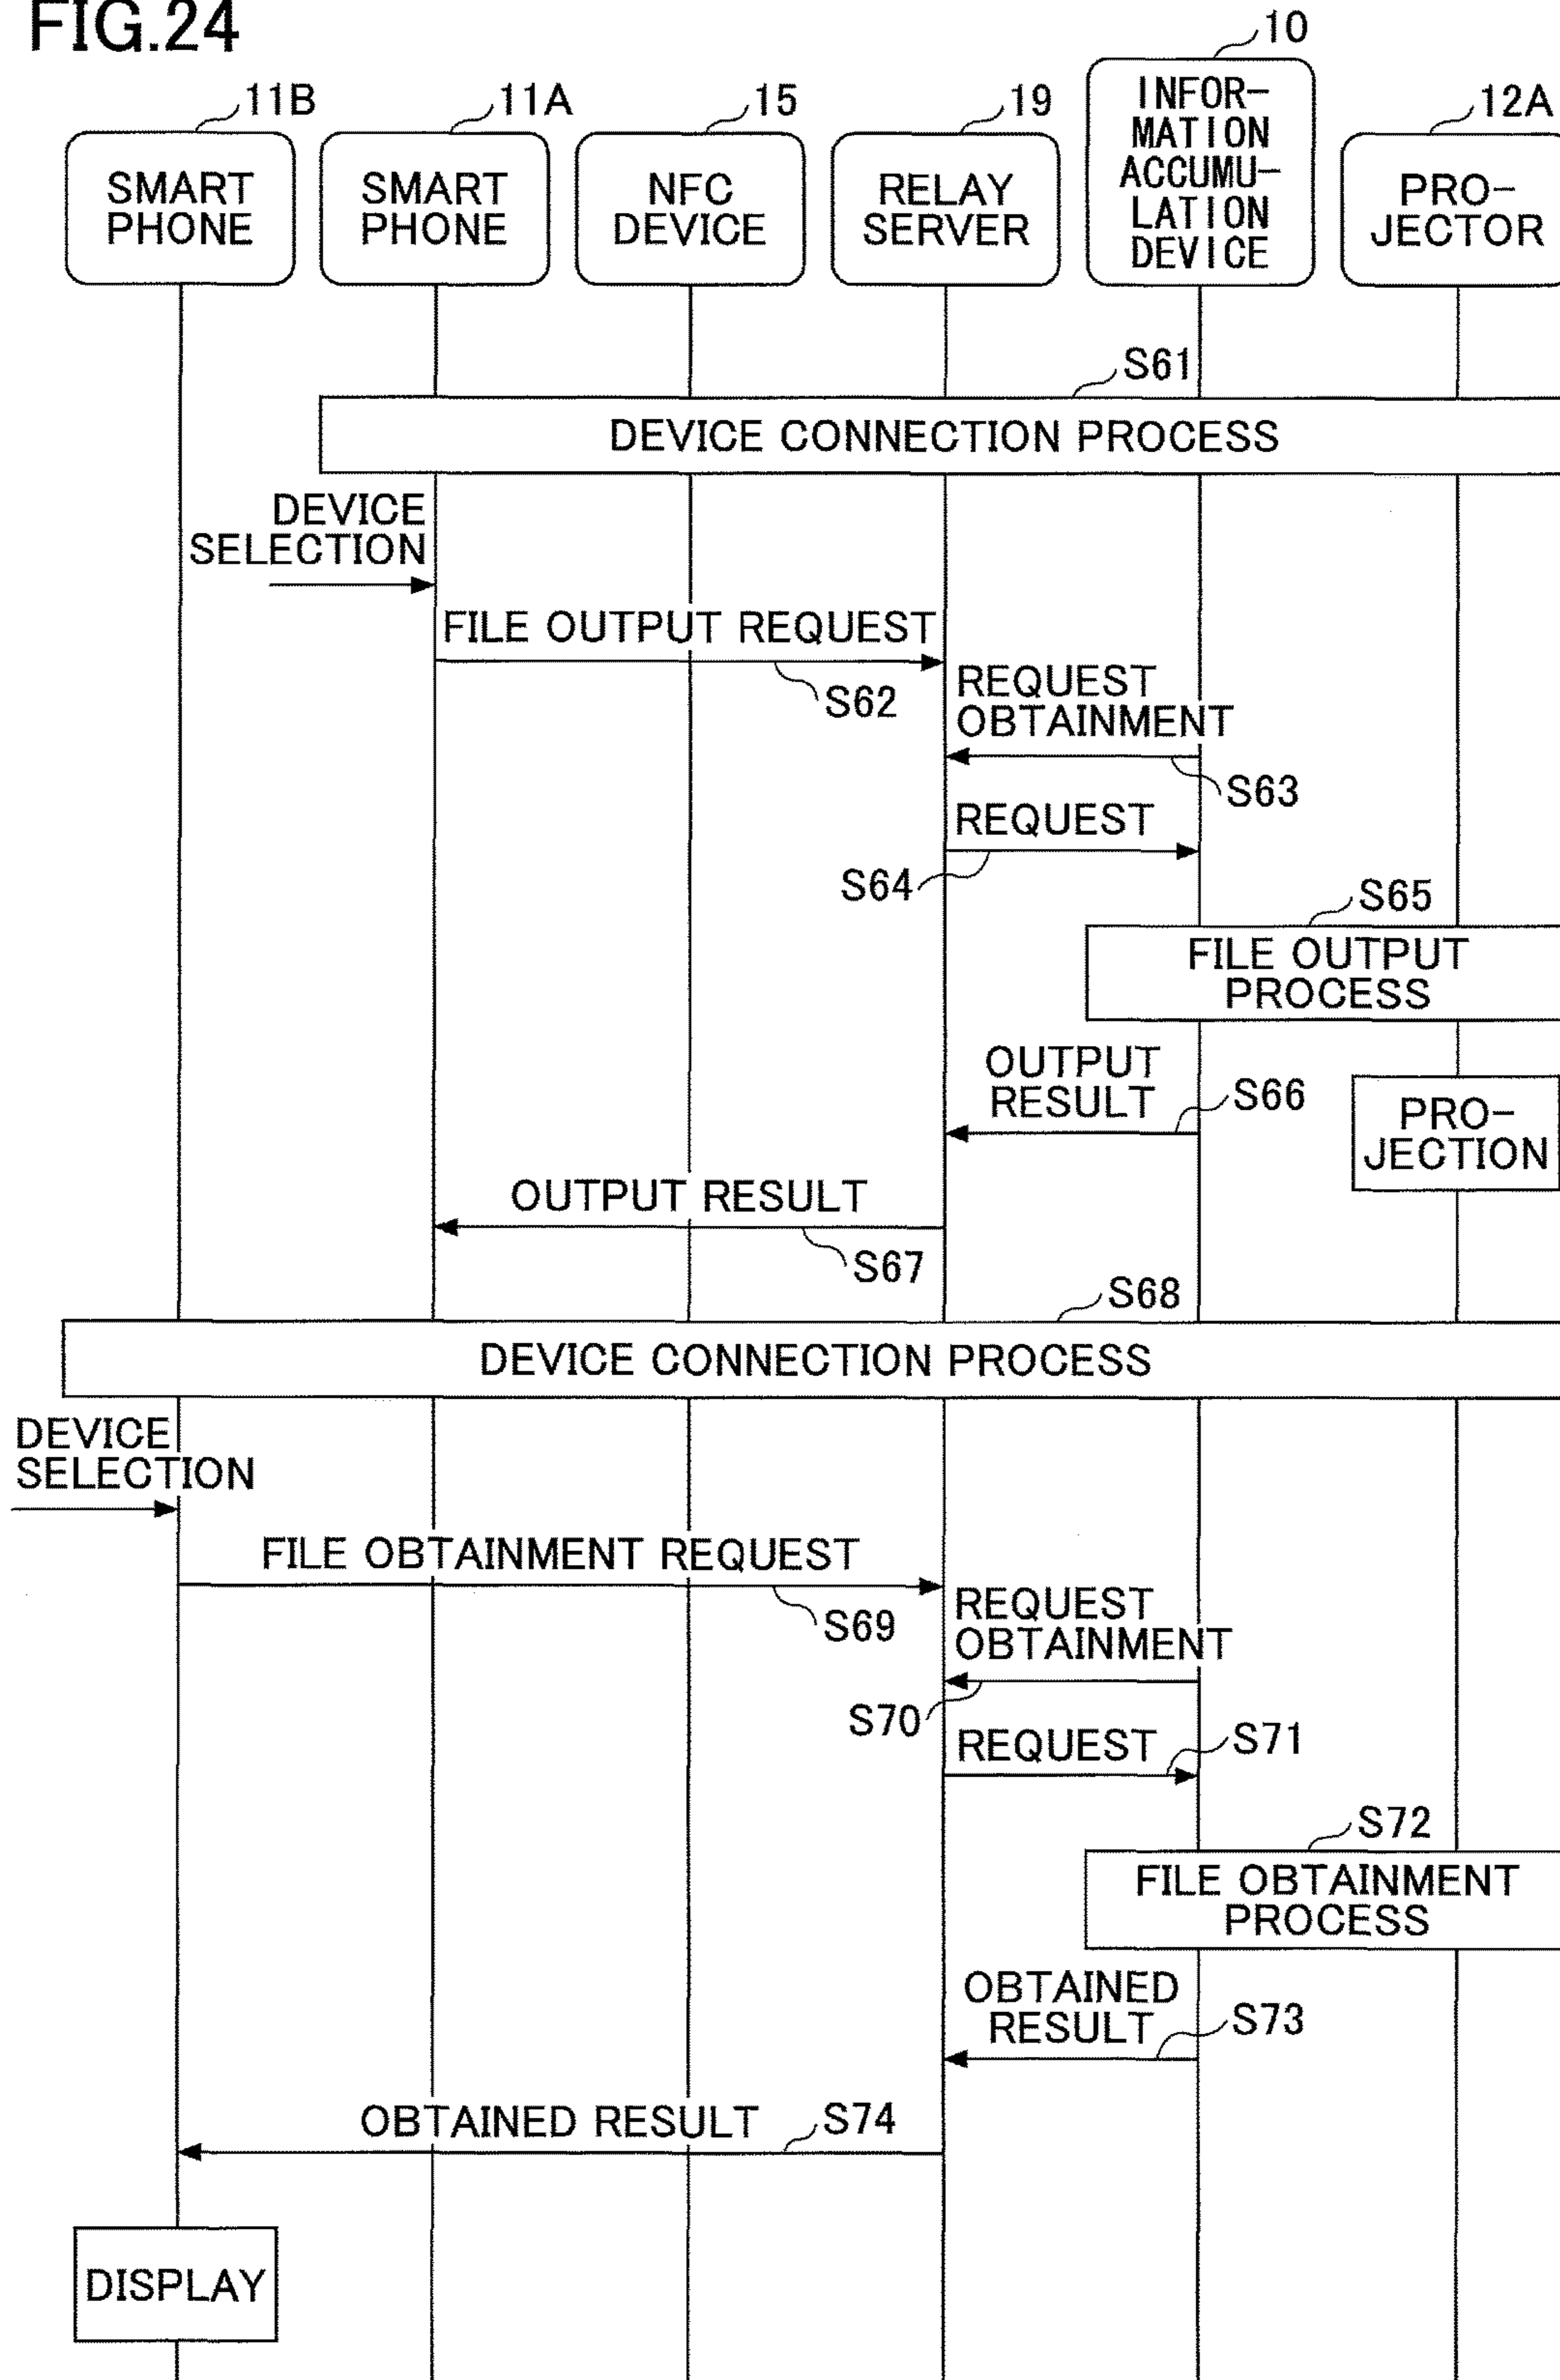 FIG.24
11B
11A
15
19
10
12A
SMART
PHONE
SMART
PHONE
NFC
DEVICE
RELAY
SERVER
INFOR-
MATION
ACCUMU-
LATION
DEVICE
PRO-
JECTOR
S61
DEVICE CONNECTION PROCESS
DEVICE
SELECTION
FILE OUTPUT REQUEST
S62
REQUEST
OBTAINMENT
S63
REQUEST
S64
S65
FILE OUTPUT
PROCESS
OUTPUT
RESULT
S66
PRO-
JECTION
OUTPUT RESULT
S67
S68
DEVICE CONNECTION PROCESS
DEVICE
SELECTION
FILE OBTAINMENT REQUEST
S69
REQUEST
OBTAINMENT
S70
REQUEST
S71
S72
FILE OBTAINMENT
PROCESS
OBTAINED
RESULT
S73
OBTAINED RESULT
S74
DISPLAY